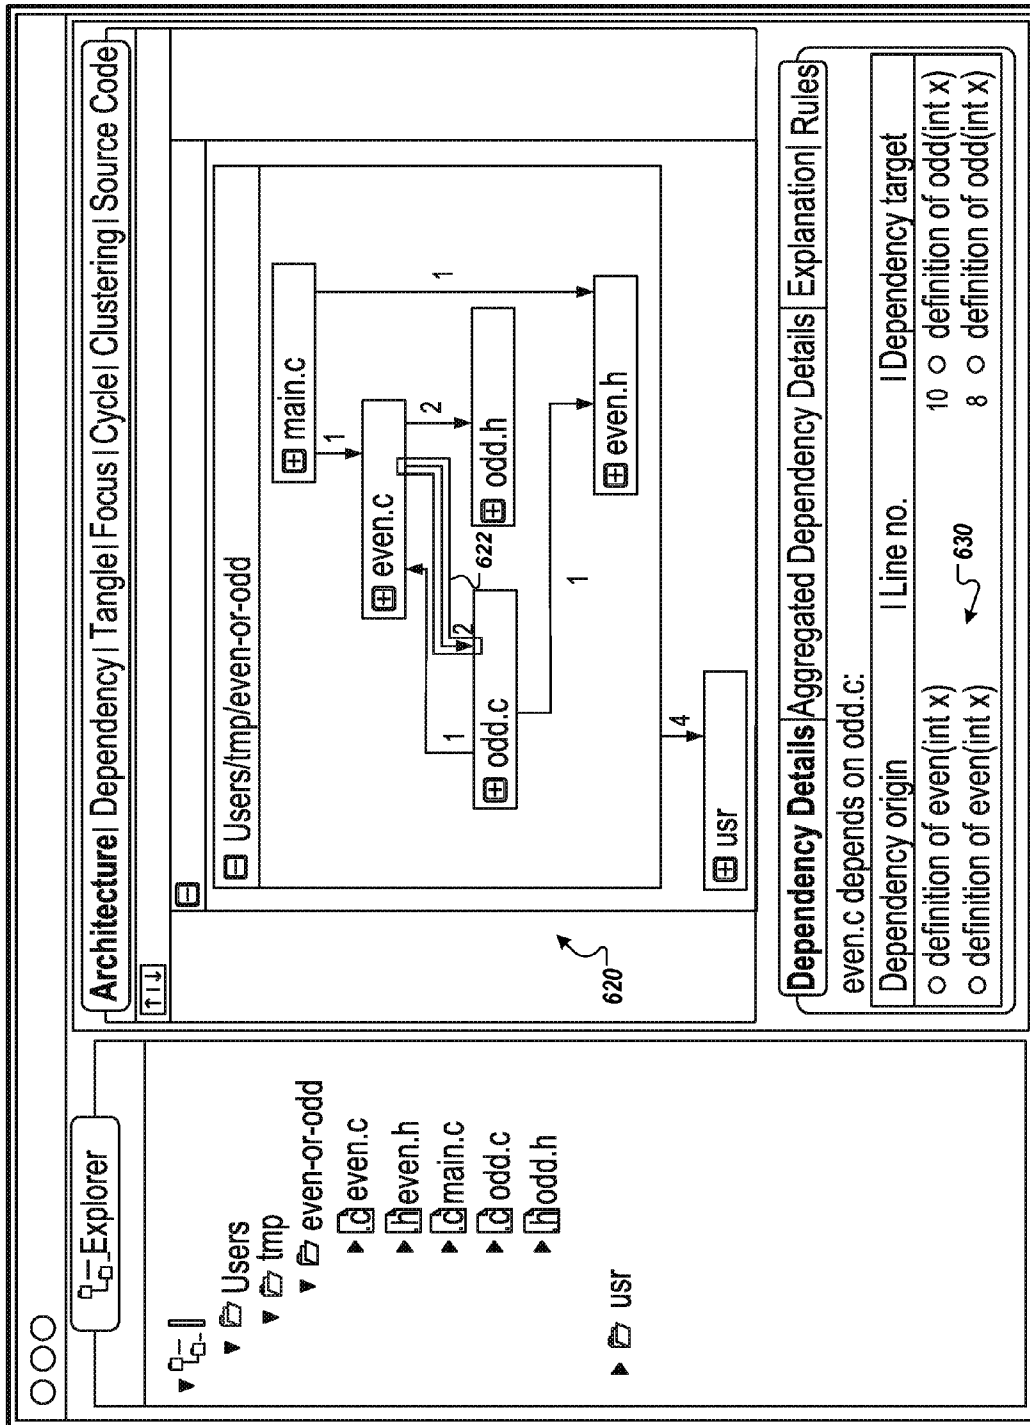 Explorer
Users
tmp
even-or-odd
.c even.c
.h even.h
.c main.c
.c odd.c
.h odd.h
usr
Architecture| Dependency | Tangle| Focus | Cycle| Clustering | Source Code
Users/tmp/even-or-odd
main.c
1
1
even.c
2
622
odd.h
2
1
odd.c
1
even.h
4
usr
620
Dependency Details |Aggregated Dependency Details | Explanation| Rules
even.c depends on odd.c:
Dependency origin | Line no. | Dependency target
definition of even(int x) 10 definition of odd(int x)
definition of even(int x) 8 definition of odd(int x)
630